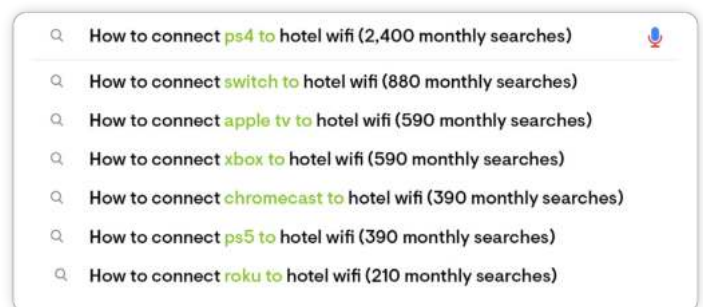 How to connect ps4 to hotel wifi (2,400 monthly searches)
How to connect switch to hotel wifi (880 monthly searches)
How to connect apple tv to hotel wifi (590 monthly searches)
How to connect xbox to hotel wifi (590 monthly searches)
How to connect chromecast to hotel wifi (390 monthly searches)
How to connect ps5 to hotel wifi (390 monthly searches)
How to connect roku to hotel wifi (210 monthly searches)